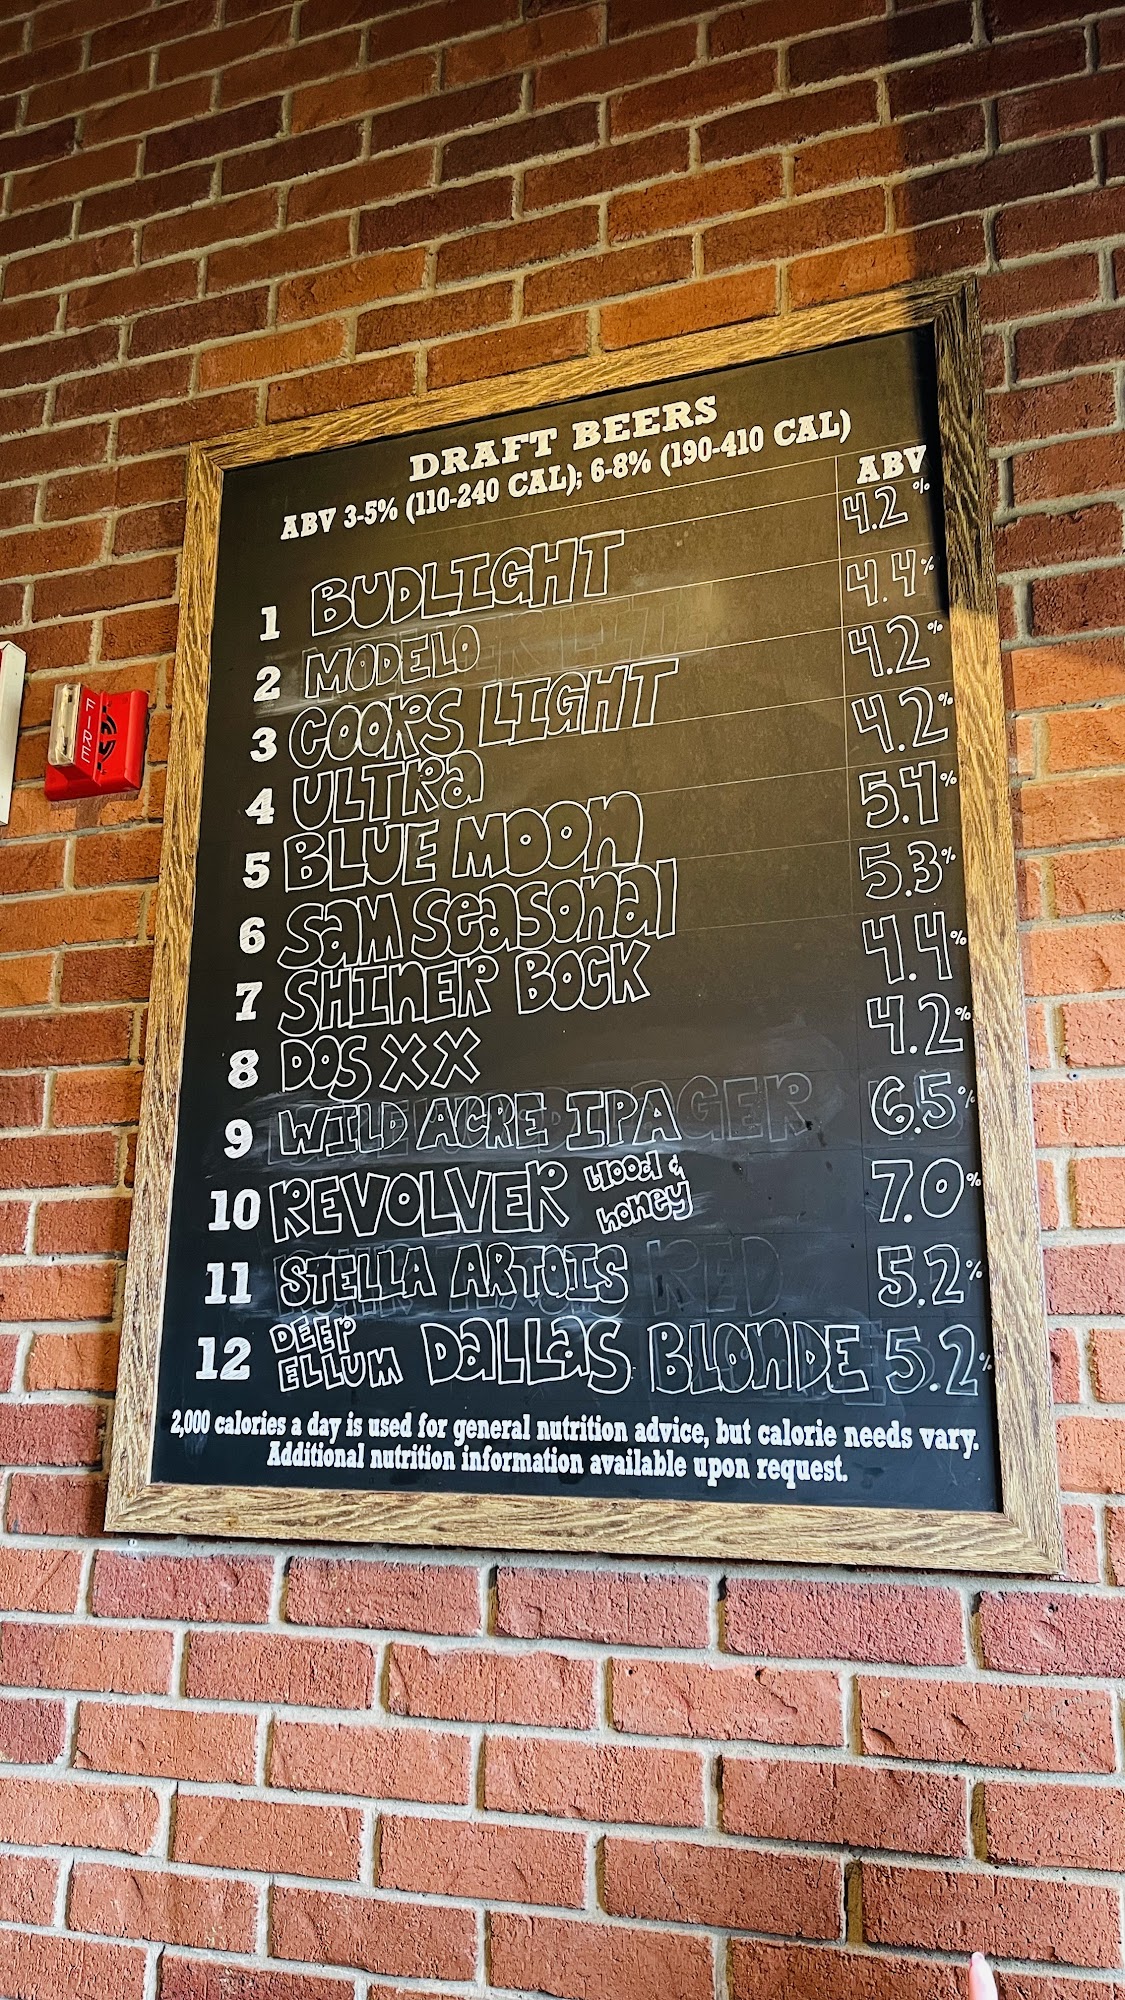 DRAFT BEERS
ABV 3-5% (110-240 CAL); 6-8% (190-410 CAL)
ABV
1 BUDLIGHT 4.2%
2 MODELO 4.4%
3 COORS LIGHT 4.2%
4 ULTRa 4.2%
5 BLUE MOON 5.4%
6 Sam Seasonal 5.3%
7 SHINER BOCK 4.4%
8 DOS XX 4.2%
9 WILD ACRE IPA 6.5%
10 REVOLVER blood & honey 7.0%
11 STELLA ARTOIS 5.2%
12 DEEP ELLUM DaLLaS BLONDE 5.2%
2,000 calories a day is used for general nutrition advice, but calorie needs vary.
Additional nutrition information available upon request.
FIRE